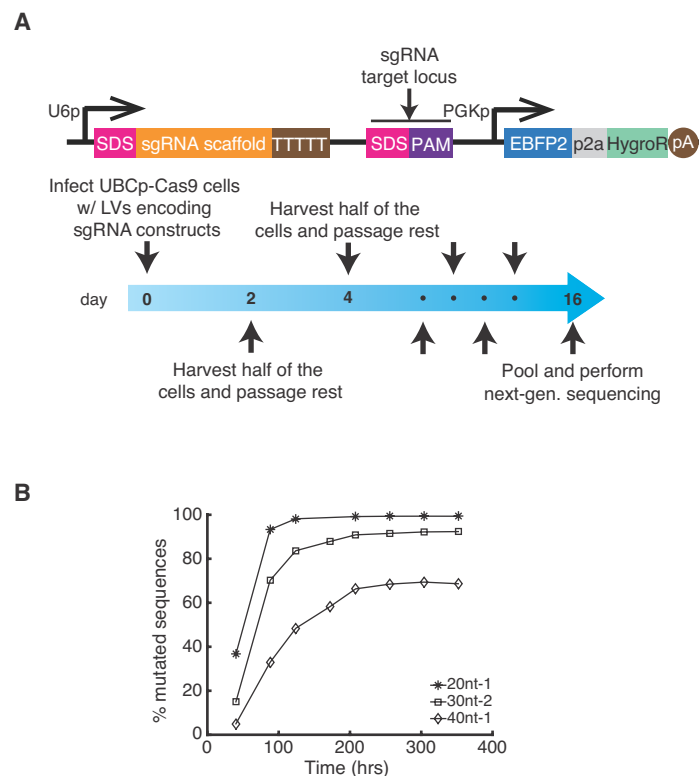 A
sgRNA
target locus
U6p
PGKp
SDS
sgRNA scaffold
TTTTT
SDS
PAM
EBFP2
p2a
HygroR
pA
Infect UBCp-Cas9 cells
w/ LVs encoding
sgRNA constructs
Harvest half of the
cells and passage rest
day
0
2
4
16
Harvest half of the
cells and passage rest
Pool and perform
next-gen. sequencing
B
% mutated sequences
100
80
60
40
20
0
20nt-1
30nt-2
40nt-1
0
100
200
300
400
Time (hrs)